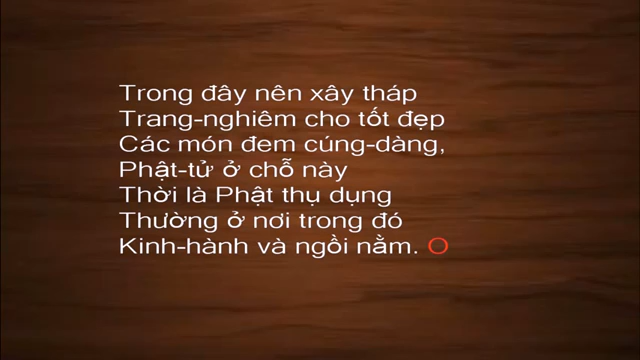 Trong đây nên xây tháp
Trang-nghiêm cho tốt đẹp
Các món đem cúng-dàng,
Phật-tử ở chỗ này
Thời là Phật thụ dụng
Thường ở nơi trong đó
Kinh-hành và ngồi nằm. O